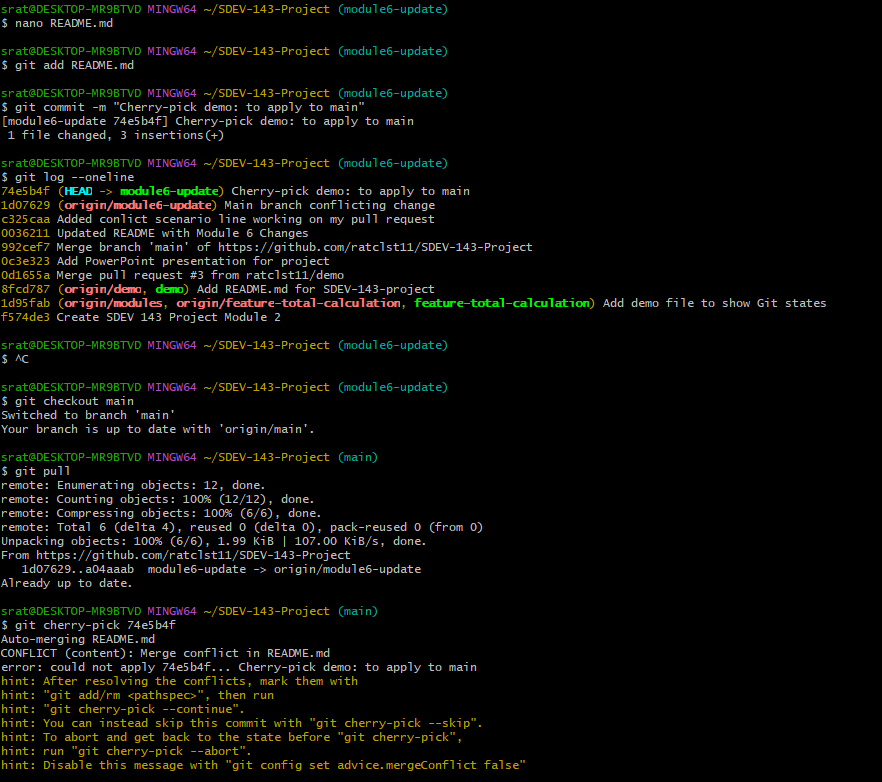 srat@DESKTOP-MR9BTVD MINGW64 ~/SDEV-143-Project (module6-update)
$ nano README.md
srat@DESKTOP-MR9BTVD MINGW64 ~/SDEV-143-Project (module6-update)
$ git add README.md
srat@DESKTOP-MR9BTVD MINGW64 ~/SDEV-143-Project (module6-update)
$ git commit -m "Cherry-pick demo: to apply to main"
[module6-update 74e5b4f] Cherry-pick demo: to apply to main
 1 file changed, 3 insertions(+)
srat@DESKTOP-MR9BTVD MINGW64 ~/SDEV-143-Project (module6-update)
$ git log --oneline
74e5b4f (HEAD -> module6-update) Cherry-pick demo: to apply to main
1d07629 (origin/module6-update) Main branch conflicting change
c325caa Added conlict scenario line working on my pull request
0036211 Updated README with Module 6 Changes
992cef7 Merge branch 'main' of https://github.com/ratclst11/SDEV-143-Project
0c3e323 Add PowerPoint presentation for project
0d1655a Merge pull request #3 from ratclst11/demo
8fcd787 (origin/demo, demo) Add README.md for SDEV-143-project
1d95fab (origin/modules, origin/feature-total-calculation, feature-total-calculation) Add demo file to show Git states
f574de3 Create SDEV 143 Project Module 2
srat@DESKTOP-MR9BTVD MINGW64 ~/SDEV-143-Project (module6-update)
$ ^C
srat@DESKTOP-MR9BTVD MINGW64 ~/SDEV-143-Project (module6-update)
$ git checkout main
Switched to branch 'main'
Your branch is up to date with 'origin/main'.
srat@DESKTOP-MR9BTVD MINGW64 ~/SDEV-143-Project (main)
$ git pull
remote: Enumerating objects: 12, done.
remote: Counting objects: 100% (12/12), done.
remote: Compressing objects: 100% (6/6), done.
remote: Total 6 (delta 4), reused 0 (delta 0), pack-reused 0 (from 0)
Unpacking objects: 100% (6/6), 1.99 KiB | 107.00 KiB/s, done.
From https://github.com/ratclst11/SDEV-143-Project
   1d07629..a04aaab  module6-update -> origin/module6-update
Already up to date.
srat@DESKTOP-MR9BTVD MINGW64 ~/SDEV-143-Project (main)
$ git cherry-pick 74e5b4f
Auto-merging README.md
CONFLICT (content): Merge conflict in README.md
error: could not apply 74e5b4f... Cherry-pick demo: to apply to main
hint: After resolving the conflicts, mark them with
hint: "git add/rm <pathspec>", then run
hint: "git cherry-pick --continue".
hint: You can instead skip this commit with "git cherry-pick --skip".
hint: To abort and get back to the state before "git cherry-pick",
hint: run "git cherry-pick --abort".
hint: Disable this message with "git config set advice.mergeConflict false"